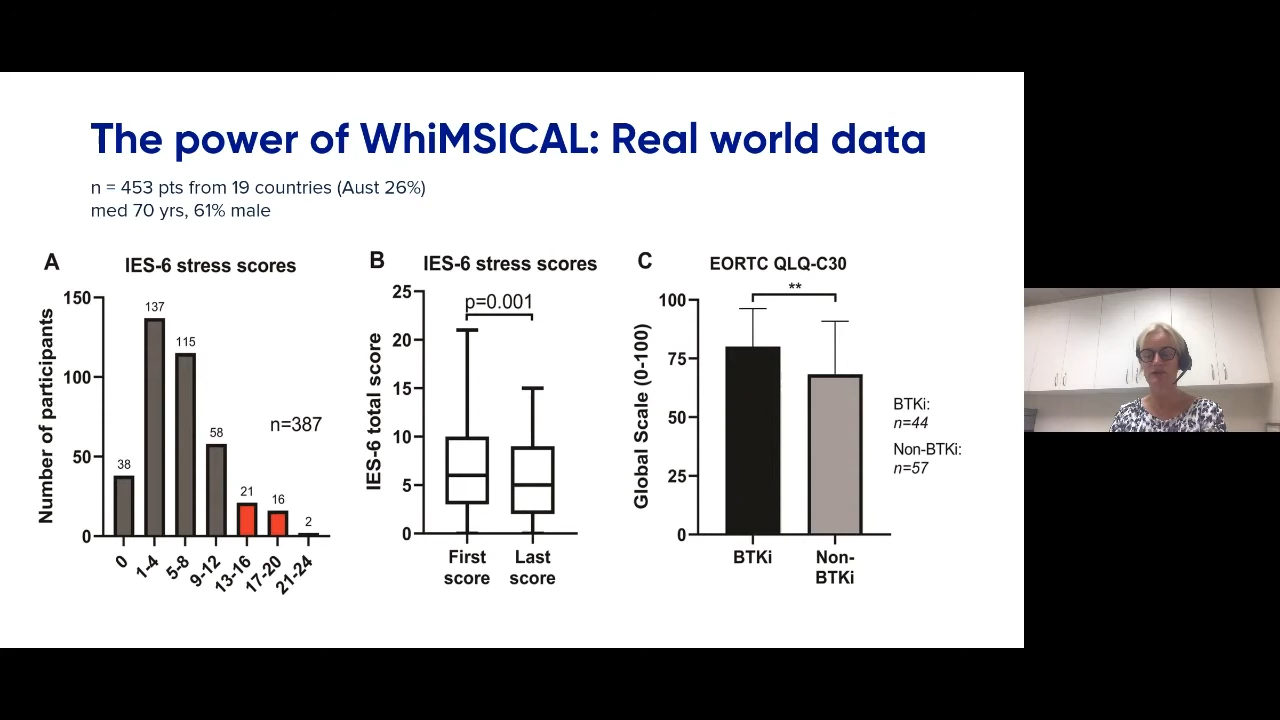 The power of WhiMSICAL: Real world data
n = 453 pts from 19 countries (Aust 26%)
med 70 yrs, 61% male
A
IES-6 stress scores
Number of participants
150
100
50
0
38
137
115
58
21
16
2
n=387
0
1-4
5-8
9-12
13-16
17-20
21-24
B
IES-6 stress scores
IES-6 total score
25
20
15
10
5
0
p=0.001
First
score
Last
score
C
EORTC QLQ-C30
**
Global Scale (0-100)
100
75
50
25
0
BTKi
Non-
BTKi
BTKi:
n=44
Non-BTKi:
n=57